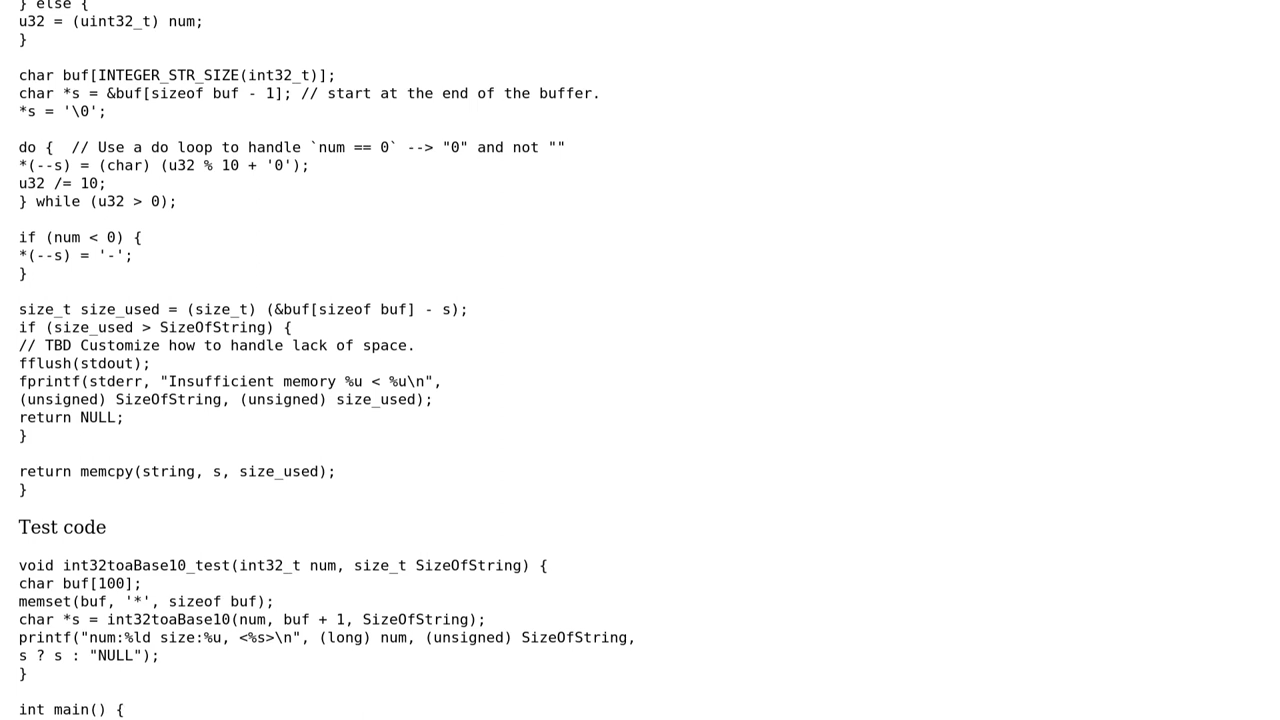 } else {
u32 = (uint32_t) num;
}
char buf[INTEGER_STR_SIZE(int32_t)];
char *s = &buf[sizeof buf - 1]; // start at the end of the buffer.
*s = '\0';
do {  // Use a do loop to handle `num == 0` --> "0" and not ""
*(--s) = (char) (u32 % 10 + '0');
u32 /= 10;
} while (u32 > 0);
if (num < 0) {
*(--s) = '-';
}
size_t size_used = (size_t) (&buf[sizeof buf] - s);
if (size_used > SizeOfString) {
// TBD Customize how to handle lack of space.
fflush(stdout);
fprintf(stderr, "Insufficient memory %u < %u\n",
(unsigned) SizeOfString, (unsigned) size_used);
return NULL;
}
return memcpy(string, s, size_used);
}
Test code
void int32toaBase10_test(int32_t num, size_t SizeOfString) {
char buf[100];
memset(buf, '*', sizeof buf);
char *s = int32toaBase10(num, buf + 1, SizeOfString);
printf("num:%ld size:%u, <%s>\n", (long) num, (unsigned) SizeOfString,
s ? s : "NULL");
}
int main() {